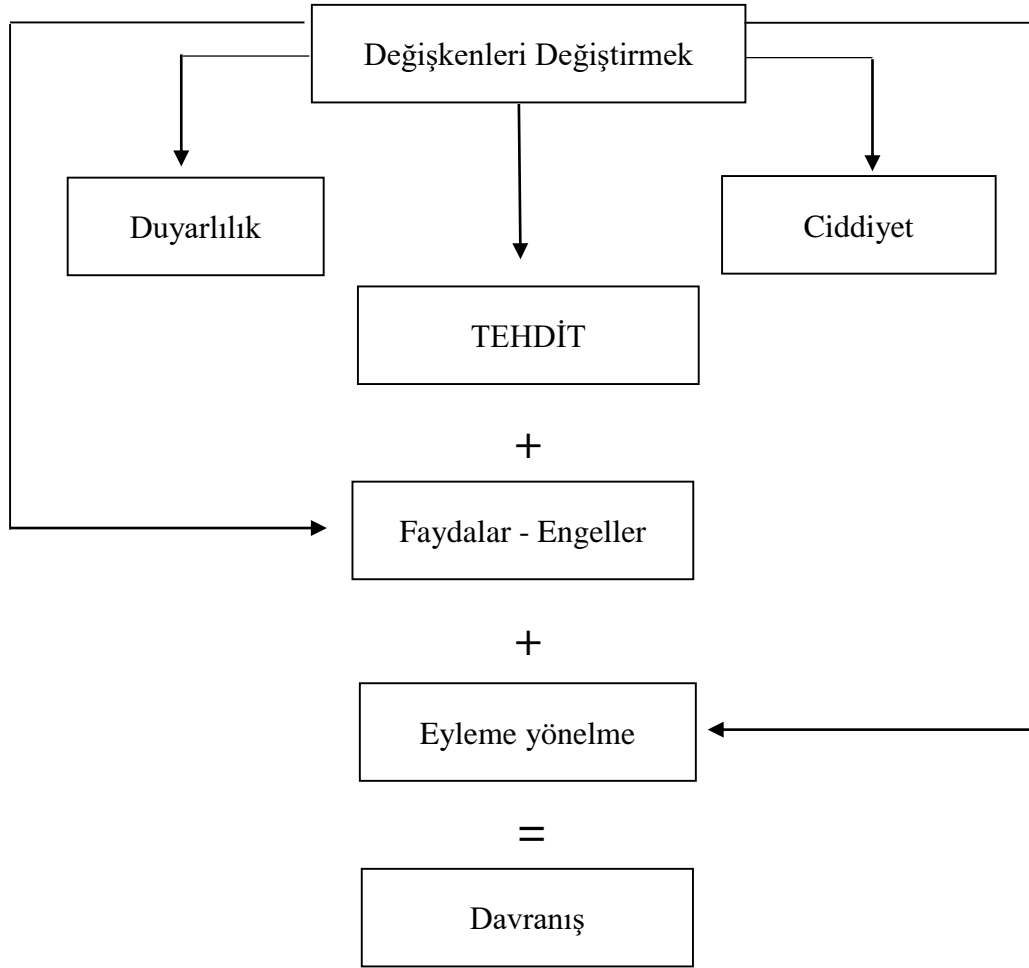 Değişkenleri Değiştirmek
Duyarlılık
Ciddiyet
TEHDİT
+
Faydalar - Engeller
+
Eyleme yönelme
=
Davranış